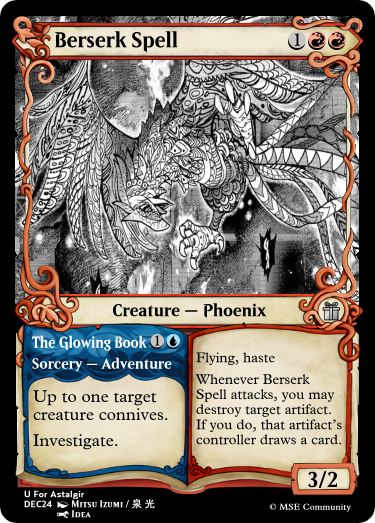 Berserk Spell 1
Creature — Phoenix
The Glowing Book 1
Sorcery — Adventure
Up to one target
creature connives.
Investigate.
Flying, haste
Whenever Berserk
Spell attacks, you may
destroy target artifact.
If you do, that artifact's
controller draws a card.
3/2
U For Astalgir
DEC24 Mitsu Izumi / 泉 光
Idea
© MSE Community